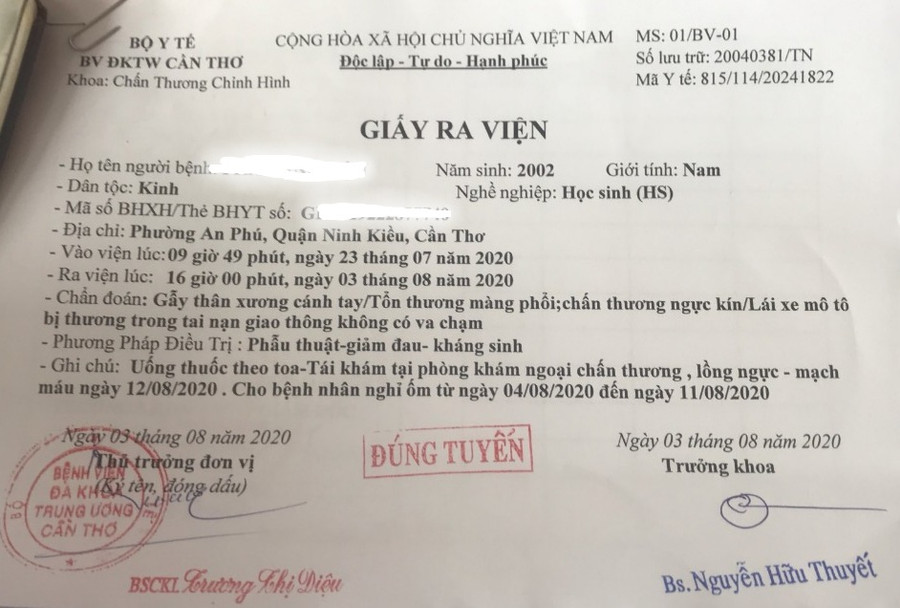 BỘ Y TẾ
BV ĐKTW CẦN THƠ
Khoa: Chấn Thương Chỉnh Hình
CỘNG HÒA XÃ HỘI CHỦ NGHĨA VIỆT NAM
Độc lập - Tự do - Hạnh phúc
MS: 01/BV-01
Số lưu trữ: 20040381/TN
Mã Y tế: 815/114/20241822
GIẤY RA VIỆN
- Họ tên người bệnh: Năm sinh: 2002 Giới tính: Nam
- Dân tộc: Kinh Nghề nghiệp: Học sinh (HS)
- Mã số BHXH/Thẻ BHYT số:
- Địa chỉ: Phường An Phú, Quận Ninh Kiều, Cần Thơ
- Vào viện lúc:09 giờ 49 phút, ngày 23 tháng 07 năm 2020
- Ra viện lúc: 16 giờ 00 phút, ngày 03 tháng 08 năm 2020
- Chẩn đoán: Gẫy thân xương cánh tay/Tổn thương màng phổi;chấn thương ngực kín/Lái xe mô tô
bị thương trong tai nạn giao thông không có va chạm
- Phương Pháp Điều Trị : Phẫu thuật-giảm đau- kháng sinh
- Ghi chú: Uống thuốc theo toa-Tái khám tại phòng khám ngoại chấn thương , lồng ngực - mạch
máu ngày 12/08/2020 . Cho bệnh nhân nghỉ ốm từ ngày 04/08/2020 đến ngày 11/08/2020
Ngày 03 tháng 08 năm 2020
Thủ trưởng đơn vị
(Ký tên, đóng dấu)
BỆNH VIỆN
ĐA KHOA
TRUNG ƯƠNG
CẦN THƠ
BSCKI. Trương Thị Diệu
ĐÚNG TUYẾN
Ngày 03 tháng 08 năm 2020
Trưởng khoa
Bs. Nguyễn Hữu Thuyết